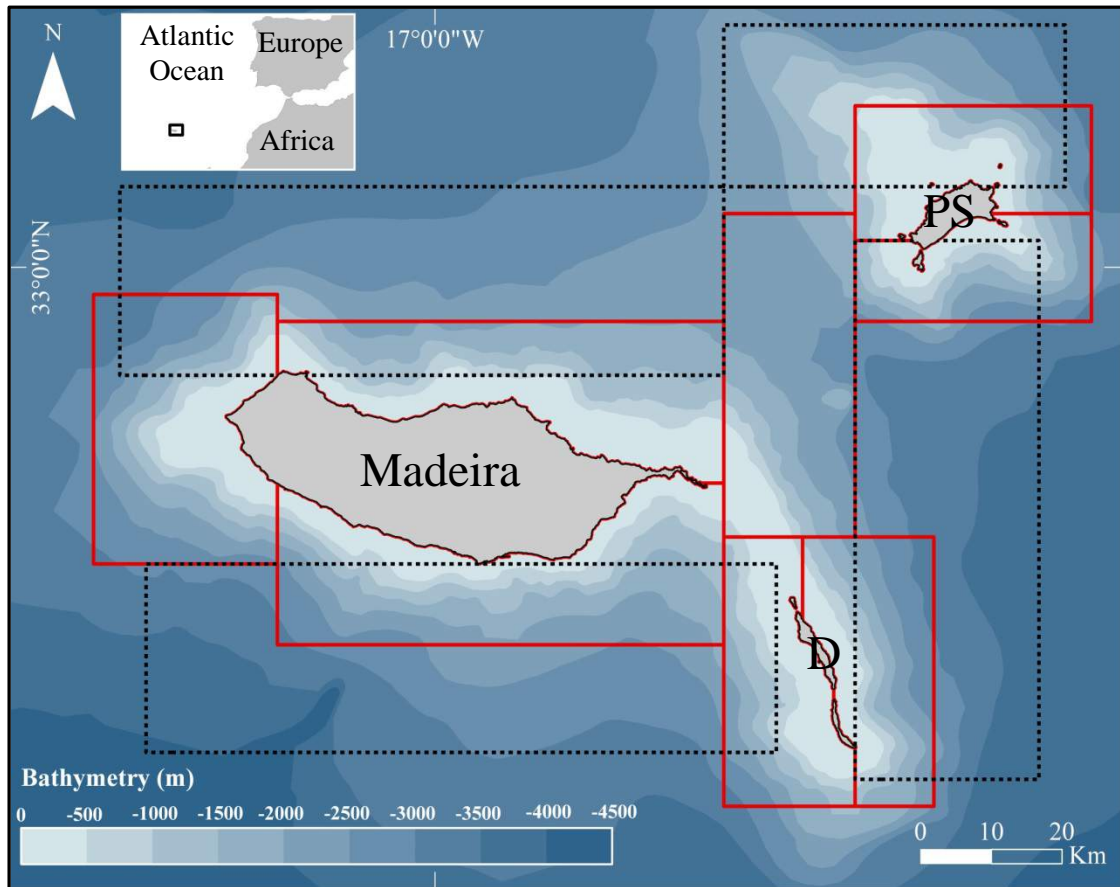 N
Atlantic
Ocean
Europe
Africa
17°0'0"W
33°0'0"N
PS
Madeira
D
Bathymetry (m)
0 -500 -1000 -1500 -2000 -2500 -3000 -3500 -4000 -4500
0 10 20
Km